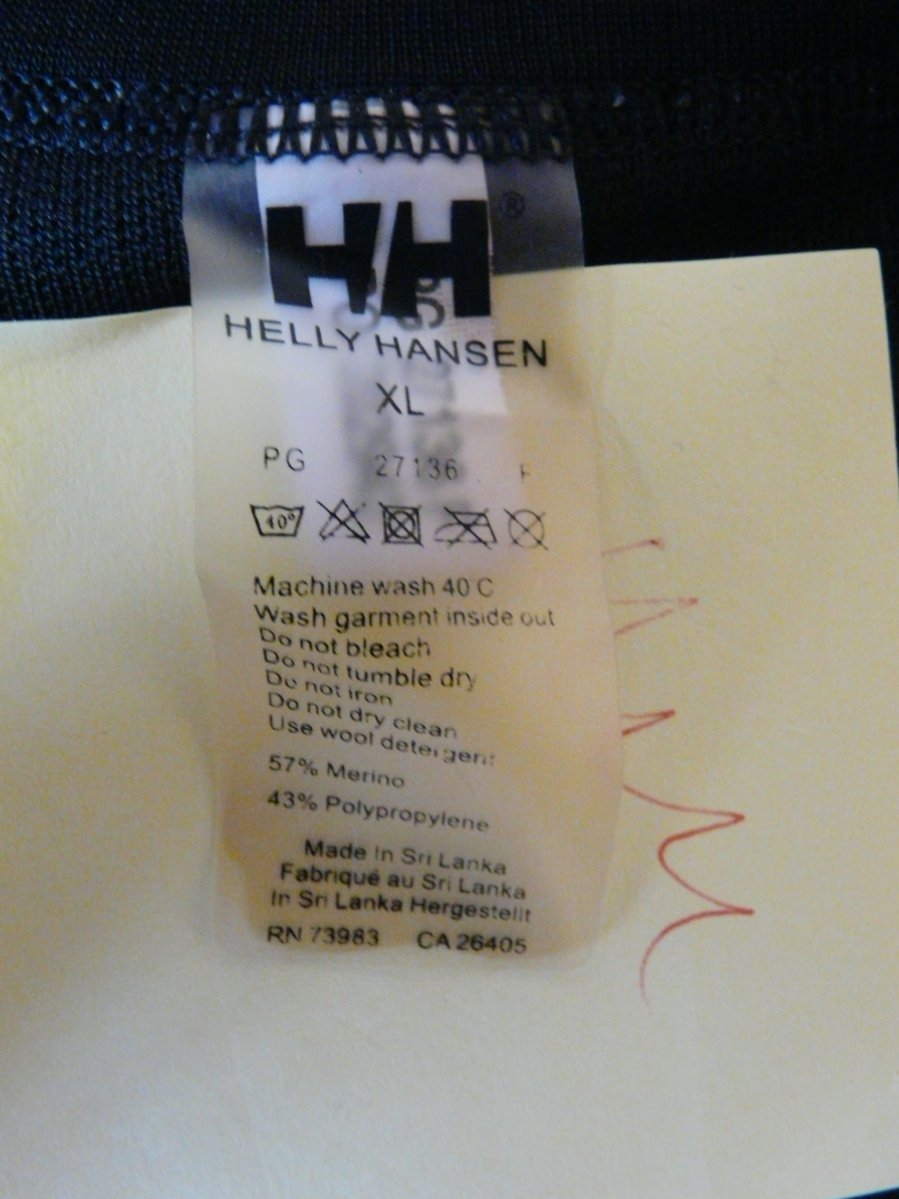 HH®
HELLY HANSEN
XL
PG 27136 F
40°
Machine wash 40 C
Wash garment inside out
Do not bleach
Do not tumble dry
Do not iron
Do not dry clean
Use wool detergent
57% Merino
43% Polypropylene
Made In Sri Lanka
Fabriqué au Sri Lanka
In Sri Lanka Hergestellt
RN 73983 CA 26405